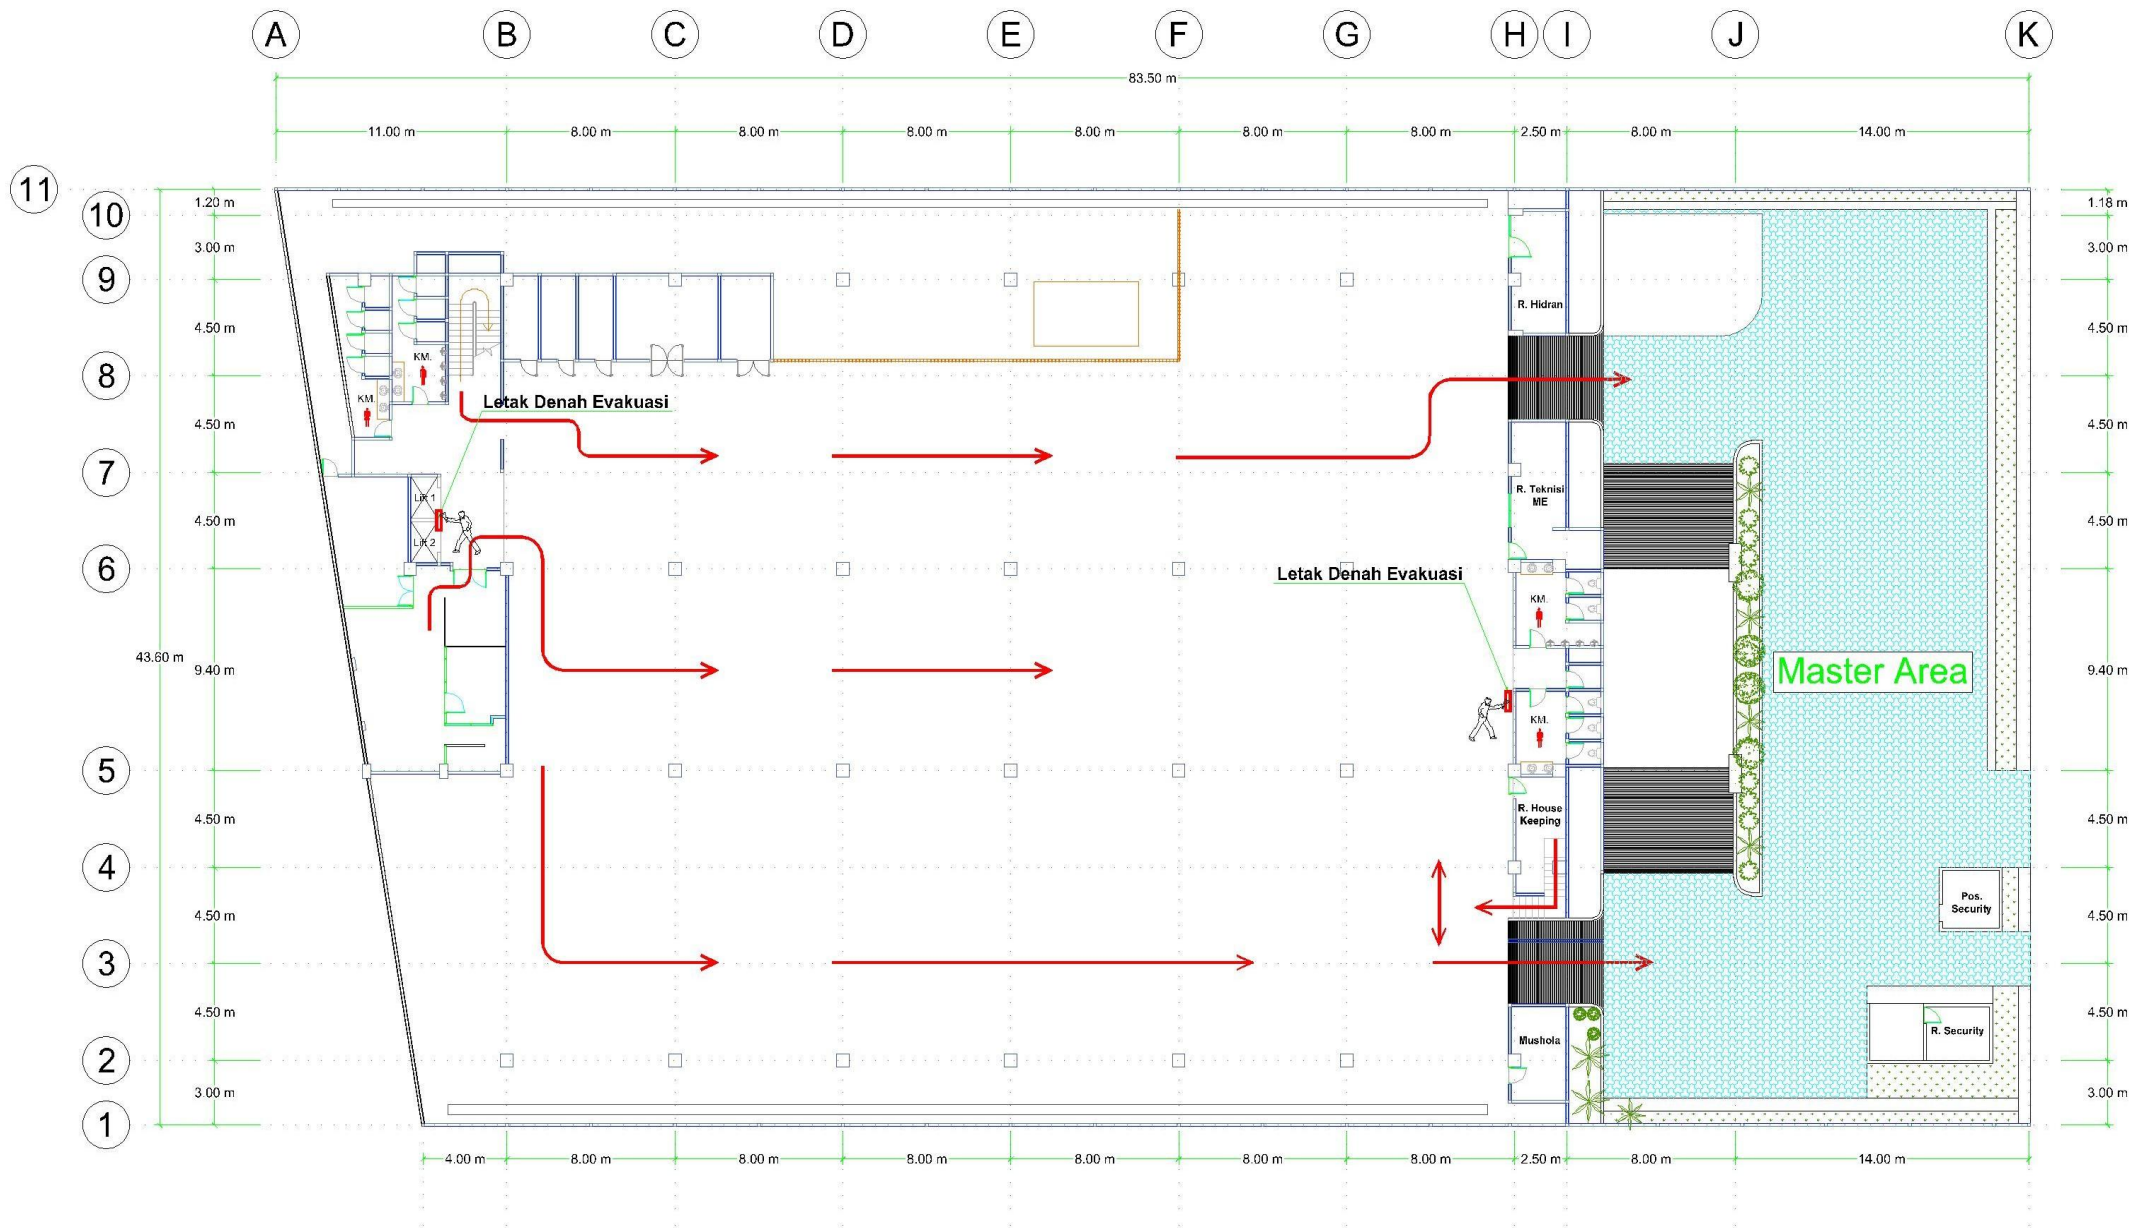 A B C D E F G H I J K
83.50 m
11.00 m 8.00 m 8.00 m 8.00 m 8.00 m 8.00 m 8.00 m 2.50 m 8.00 m 14.00 m
11
1.20 m 1.18 m
10
3.00 m 3.00 m
9
R. Hidran
4.50 m 4.50 m
KM.
8
KM.
Letak Denah Evakuasi
4.50 m 4.50 m
7
R. Teknisi
ME
Lift 1
4.50 m 4.50 m
Lift 2
6
Letak Denah Evakuasi
KM.
43.60 m
9.40 m 9.40 m
Master Area
KM.
5
R. House
Keeping
4.50 m 4.50 m
4
Pos.
Security
4.50 m 4.50 m
3
4.50 m 4.50 m
R. Security
Mushola
2
3.00 m 3.00 m
1
4.00 m 8.00 m 8.00 m 8.00 m 8.00 m 8.00 m 8.00 m 2.50 m 8.00 m 14.00 m